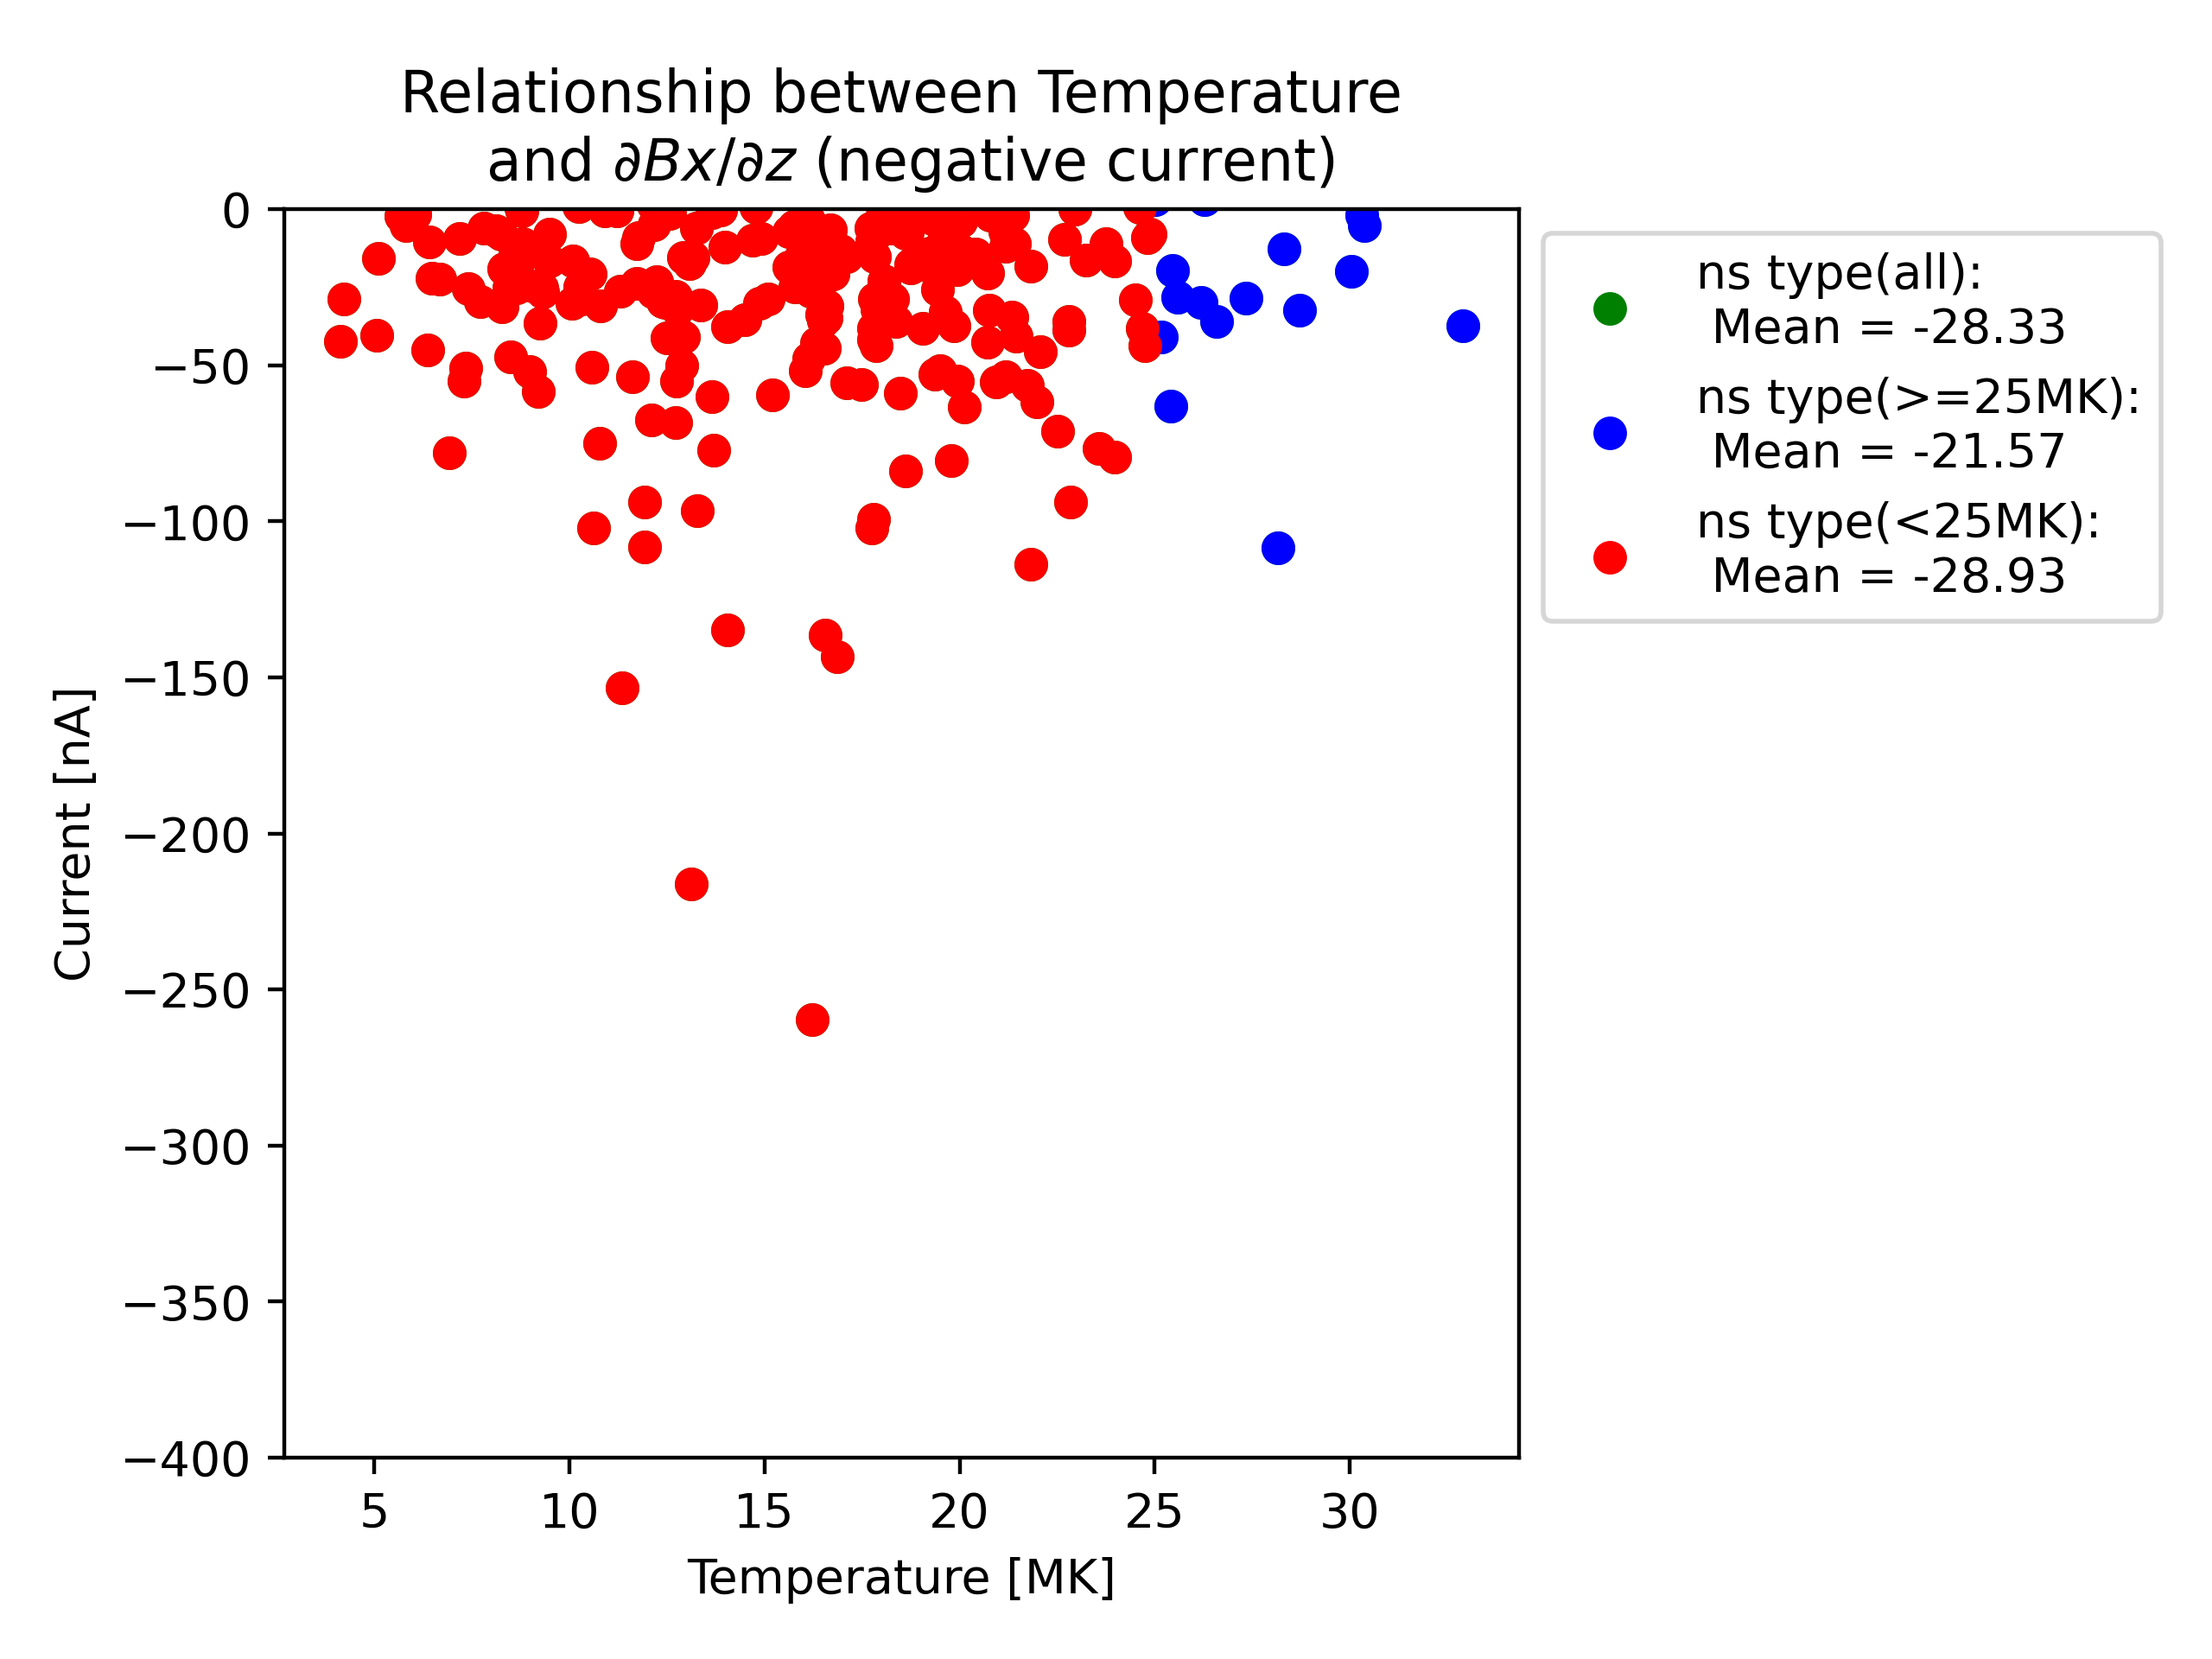 Relationship between Temperature
and ∂Bx/∂z (negative current)
0
−50
−100
−150
−200
−250
−300
−350
−400
Current [nA]
5
10
15
20
25
30
Temperature [MK]
ns type(all):
Mean = -28.33
ns type(>=25MK):
Mean = -21.57
ns type(<25MK):
Mean = -28.93